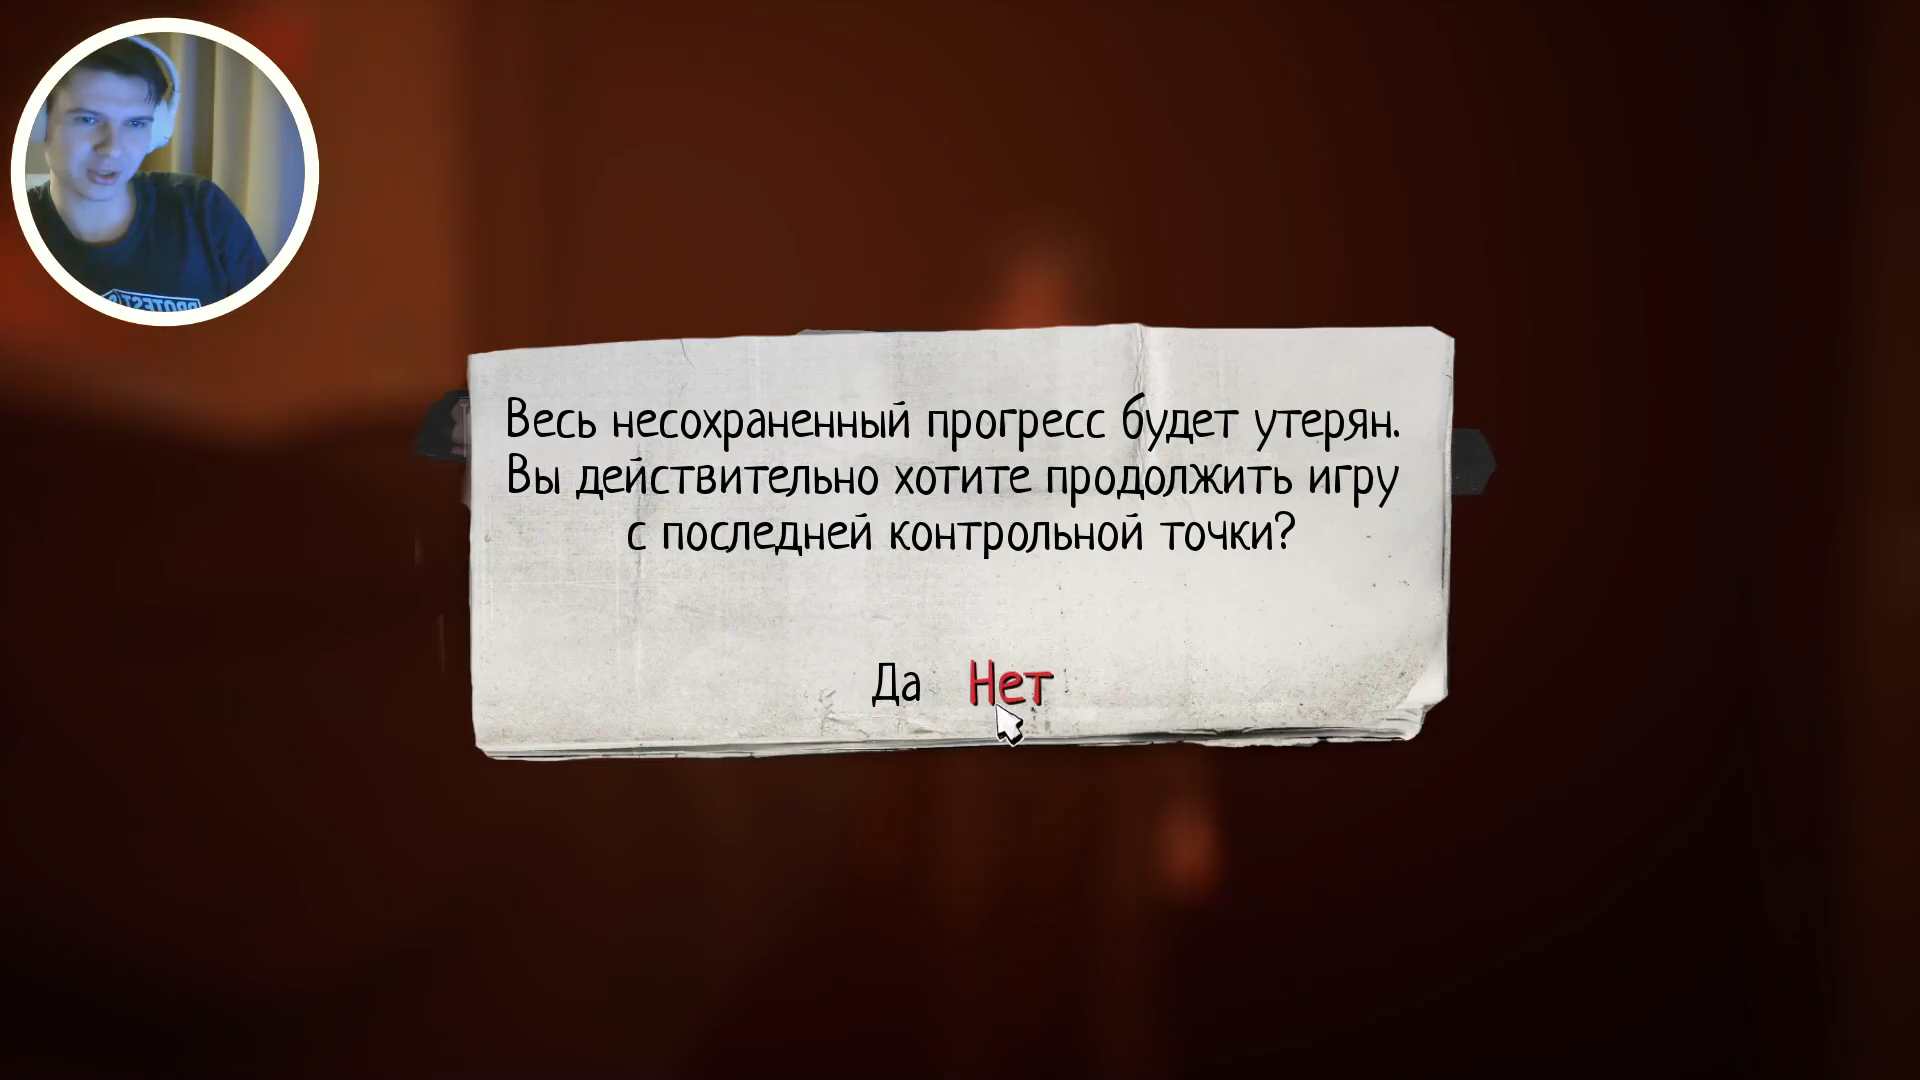 Весь несохраненный прогресс будет утерян.
Вы действительно хотите продолжить игру
с последней контрольной точки?
Да Нет